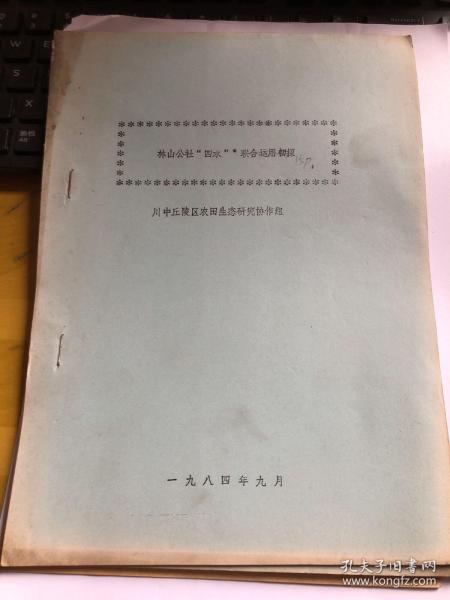 林山公社“四水”*联合运用初探
川中丘陵区农田生态研究协作组
一九八四年九月
孔夫子旧书网
www.kongfz.com